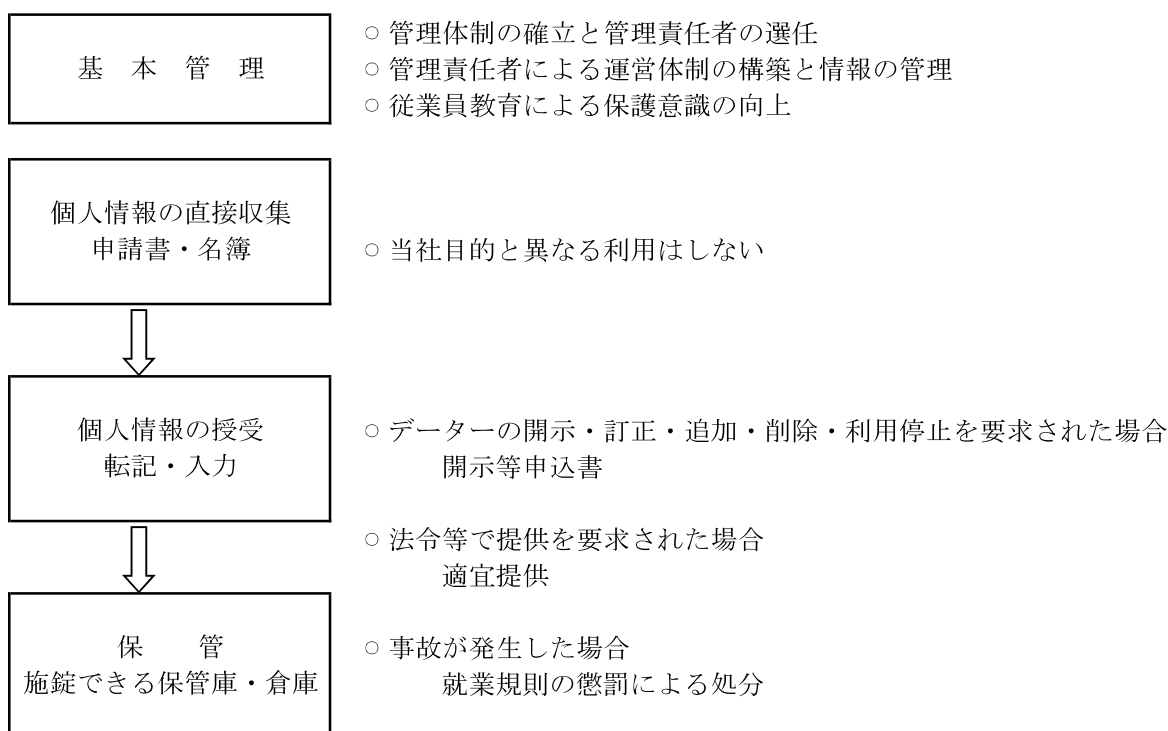 ○ 管理体制の確立と管理責任者の選任
基 本 管 理
○ 管理責任者による運営体制の構築と情報の管理
○ 従業員教育による保護意識の向上
個人情報の直接収集
申請書・名簿
○ 当社目的と異なる利用はしない
個人情報の授受
転記・入力
○ データーの開示・訂正・追加・削除・利用停止を要求された場合
開示等申込書
○ 法令等で提供を要求された場合
適宜提供
保 管
施錠できる保管庫・倉庫
○ 事故が発生した場合
就業規則の懲罰による処分